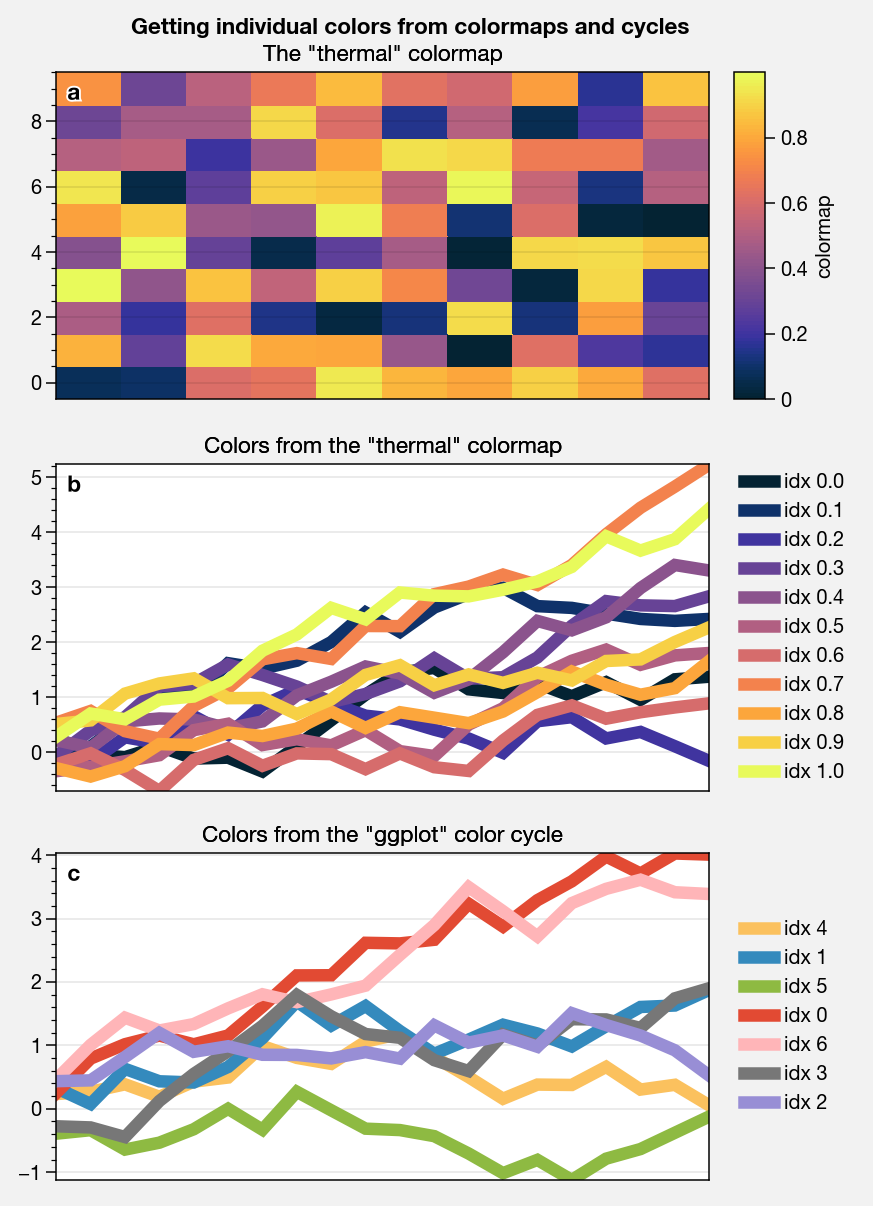 Getting individual colors from colormaps and cycles
The "thermal" colormap
a
8
6
4
2
0
0.8
0.6
0.4
0.2
0
colormap
Colors from the "thermal" colormap
b
5
4
3
2
1
0
idx 0.0
idx 0.1
idx 0.2
idx 0.3
idx 0.4
idx 0.5
idx 0.6
idx 0.7
idx 0.8
idx 0.9
idx 1.0
Colors from the "ggplot" color cycle
c
4
3
2
1
0
−1
idx 4
idx 1
idx 5
idx 0
idx 6
idx 3
idx 2